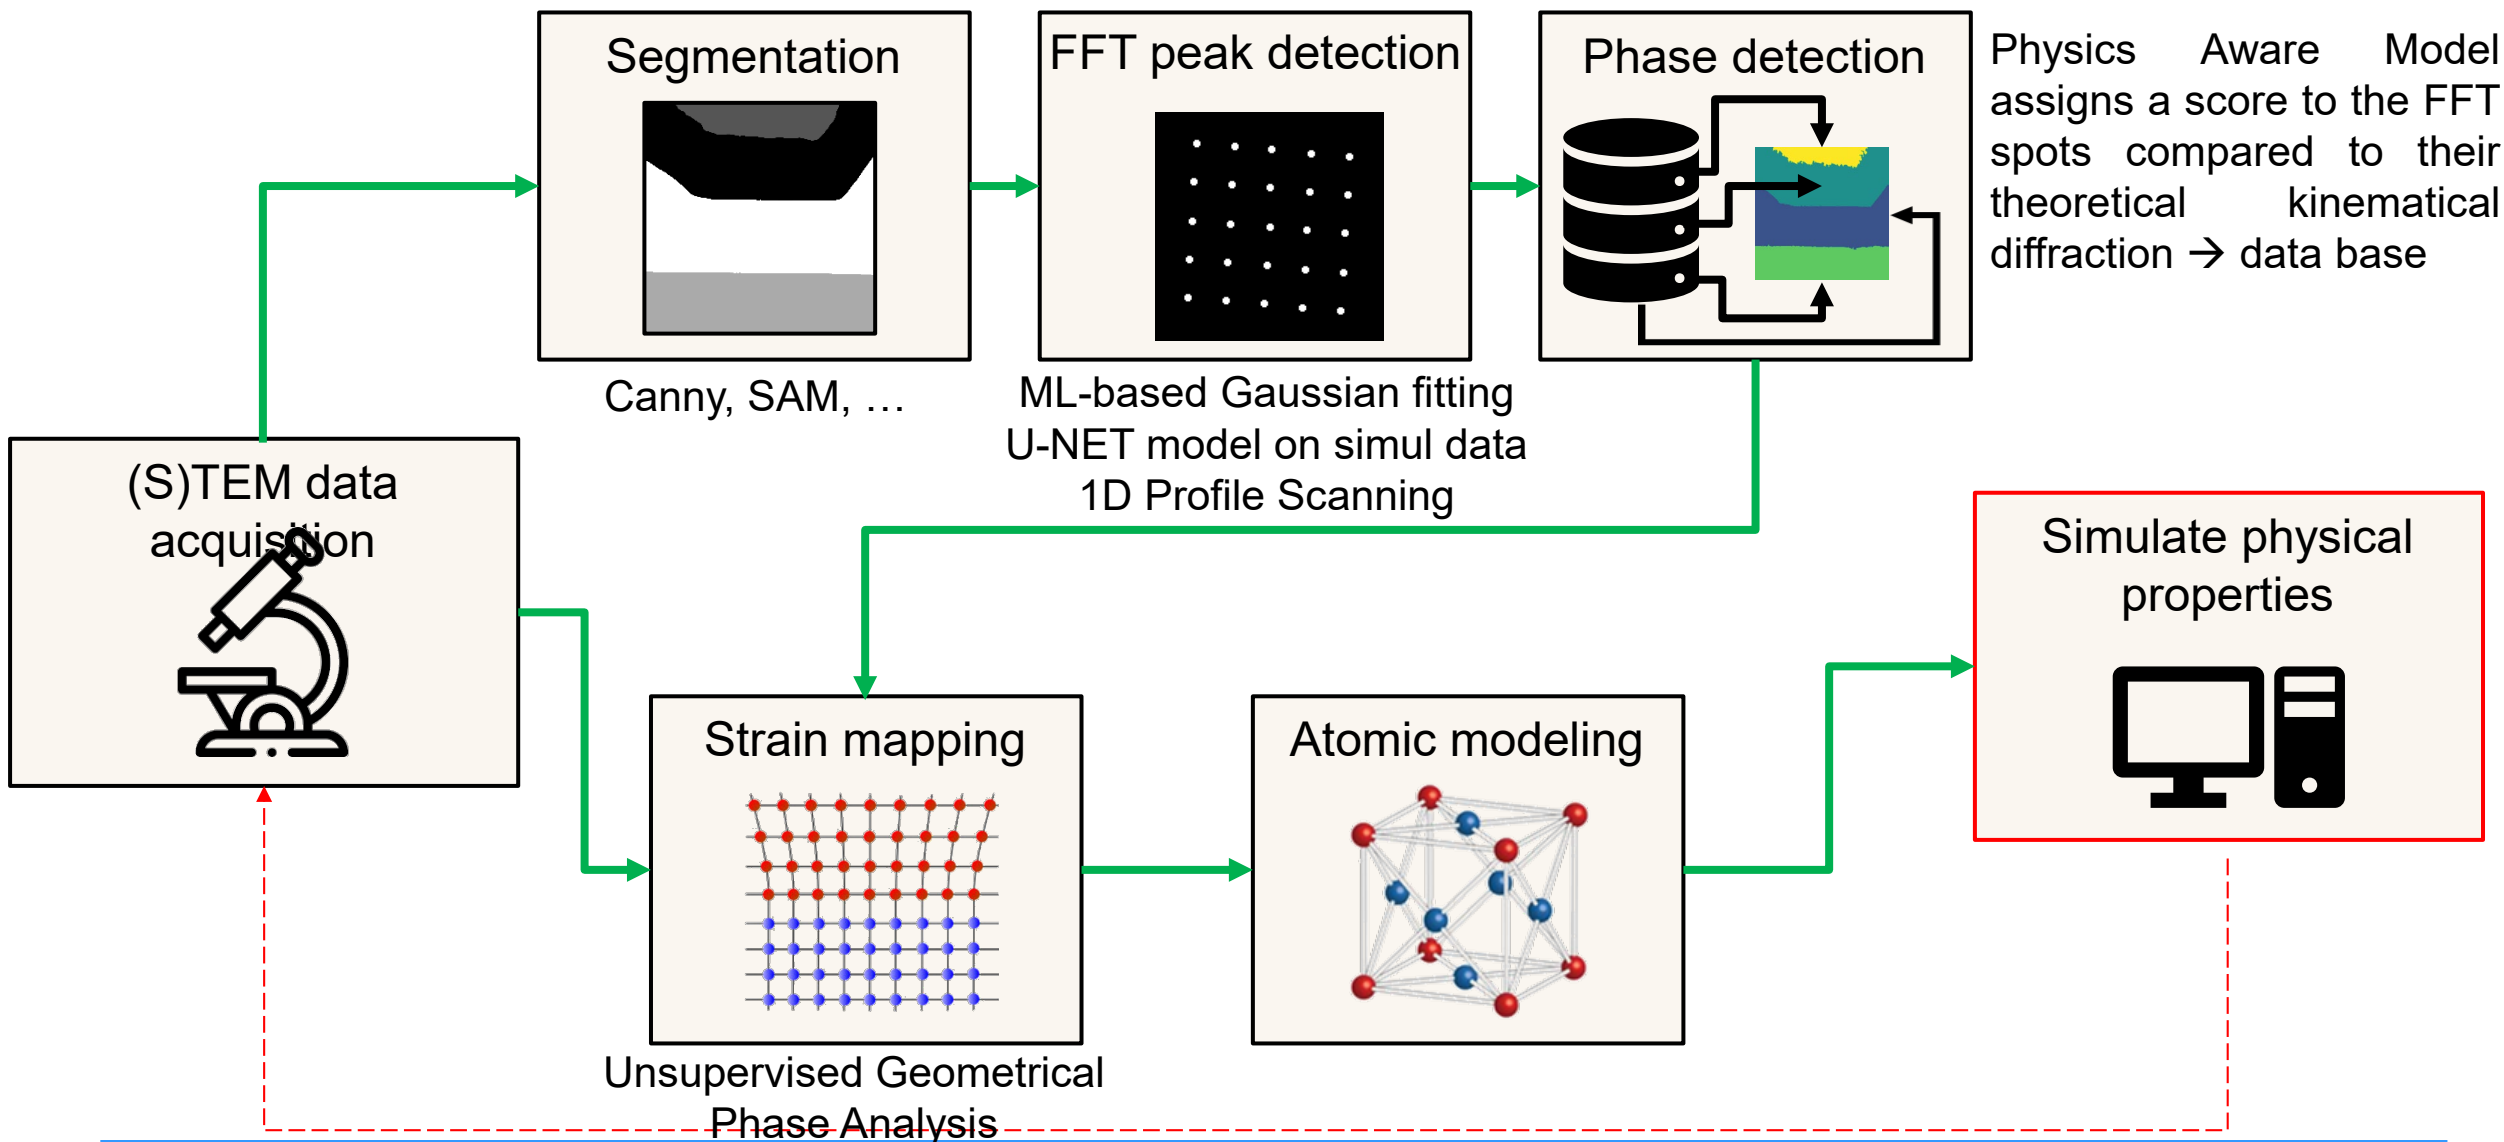 Segmentation
Canny, SAM, …
FFT peak detection
ML-based Gaussian fitting
U-NET model on simul data
1D Profile Scanning
Phase detection
Physics Aware Model
assigns a score to the FFT
spots compared to their
theoretical kinematical
diffraction → data base
(S)TEM data
acquisition
Strain mapping
Unsupervised Geometrical
Phase Analysis
Atomic modeling
Simulate physical
properties